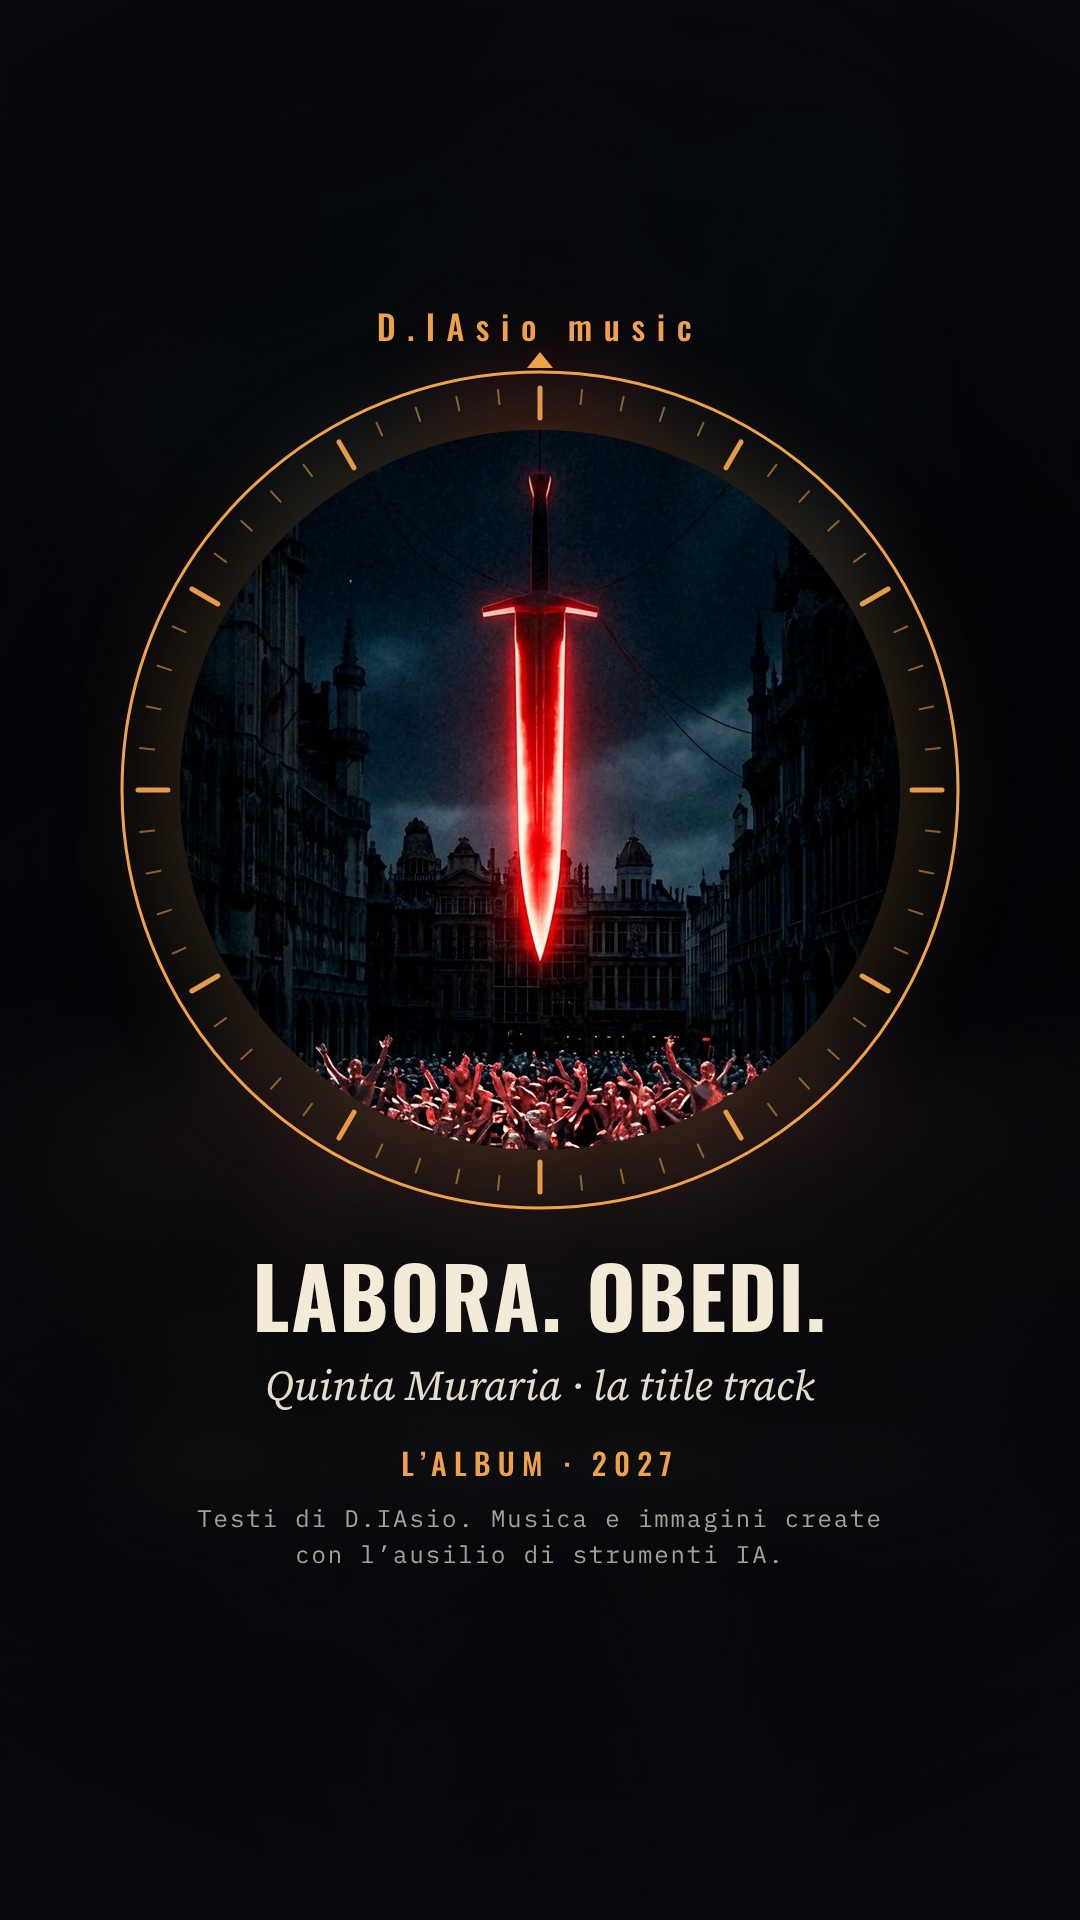 D.IAsio music
LABORA. OBEDI.
Quinta Muraria · la title track
L’ALBUM · 2027
Testi di D.IAsio. Musica e immagini create
con l’ausilio di strumenti IA.